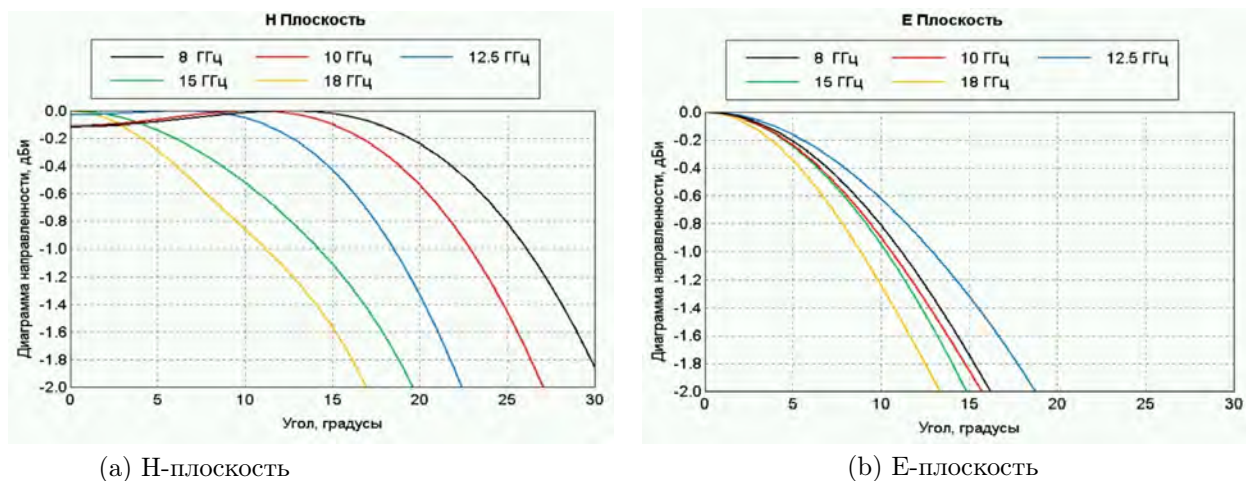 Н Плоскость
8 ГГц 10 ГГц 12.5 ГГц
15 ГГц 18 ГГц
Диаграмма направленности, дБи
0.0
-0.2
-0.4
-0.6
-0.8
-1.0
-1.2
-1.4
-1.6
-1.8
-2.0
0 5 10 15 20 25 30
Угол, градусы
(a) Н-плоскость
Е Плоскость
8 ГГц 10 ГГц 12.5 ГГц
15 ГГц 18 ГГц
Диаграмма направленности, дБи
0.0
-0.2
-0.4
-0.6
-0.8
-1.0
-1.2
-1.4
-1.6
-1.8
-2.0
0 5 10 15 20 25 30
Угол, градусы
(b) Е-плоскость